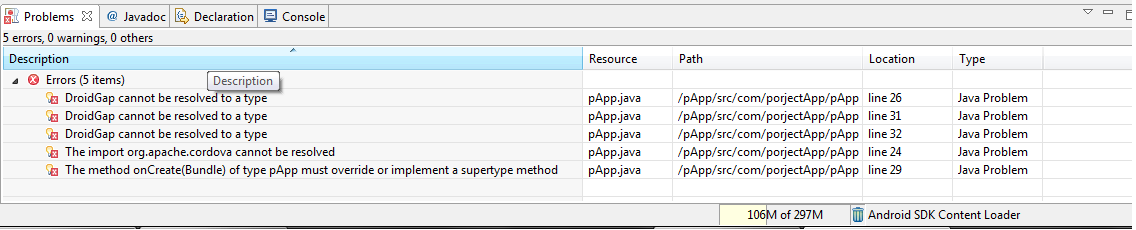 Problems @ Javadoc Declaration Console
5 errors, 0 warnings, 0 others
Description Resource Path Location Type
Errors (5 items)
Description
DroidGap cannot be resolved to a type pApp.java /pApp/src/com/porjectApp/pApp line 26 Java Problem
DroidGap cannot be resolved to a type pApp.java /pApp/src/com/porjectApp/pApp line 31 Java Problem
DroidGap cannot be resolved to a type pApp.java /pApp/src/com/porjectApp/pApp line 32 Java Problem
The import org.apache.cordova cannot be resolved pApp.java /pApp/src/com/porjectApp/pApp line 24 Java Problem
The method onCreate(Bundle) of type pApp must override or implement a supertype method pApp.java /pApp/src/com/porjectApp/pApp line 29 Java Problem
106M of 297M Android SDK Content Loader